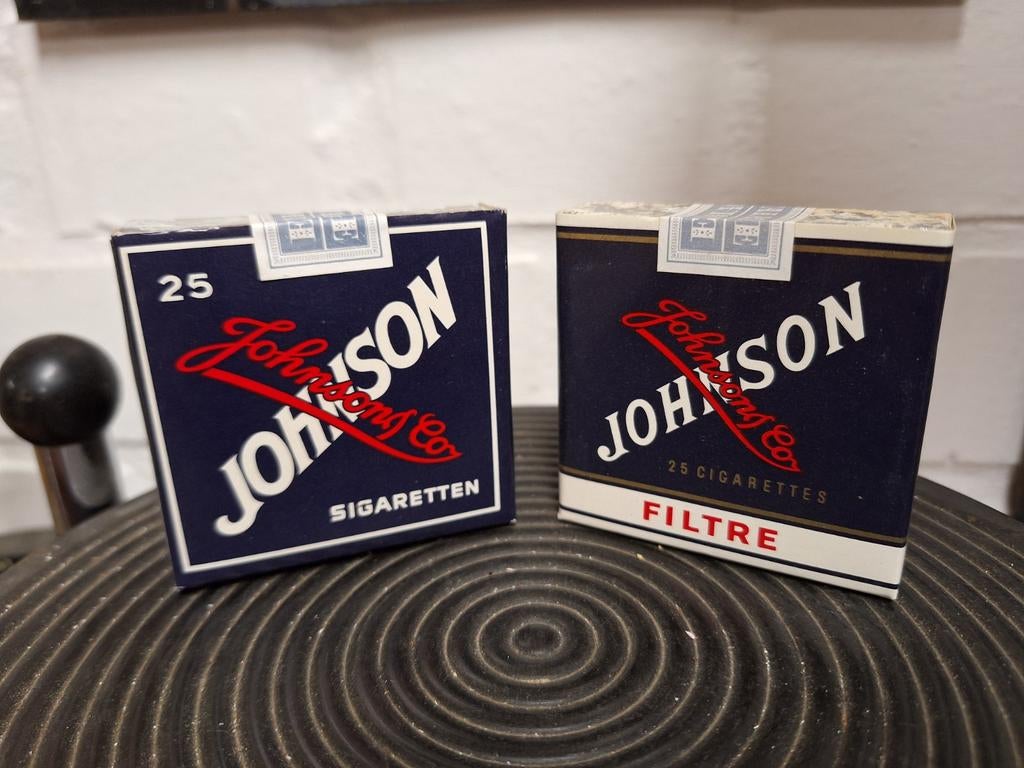 25
JOHNSON
Johnsons Co
SIGARETTEN
JOHNSON
Johnsons Co
25 CIGARETTES
FILTRE